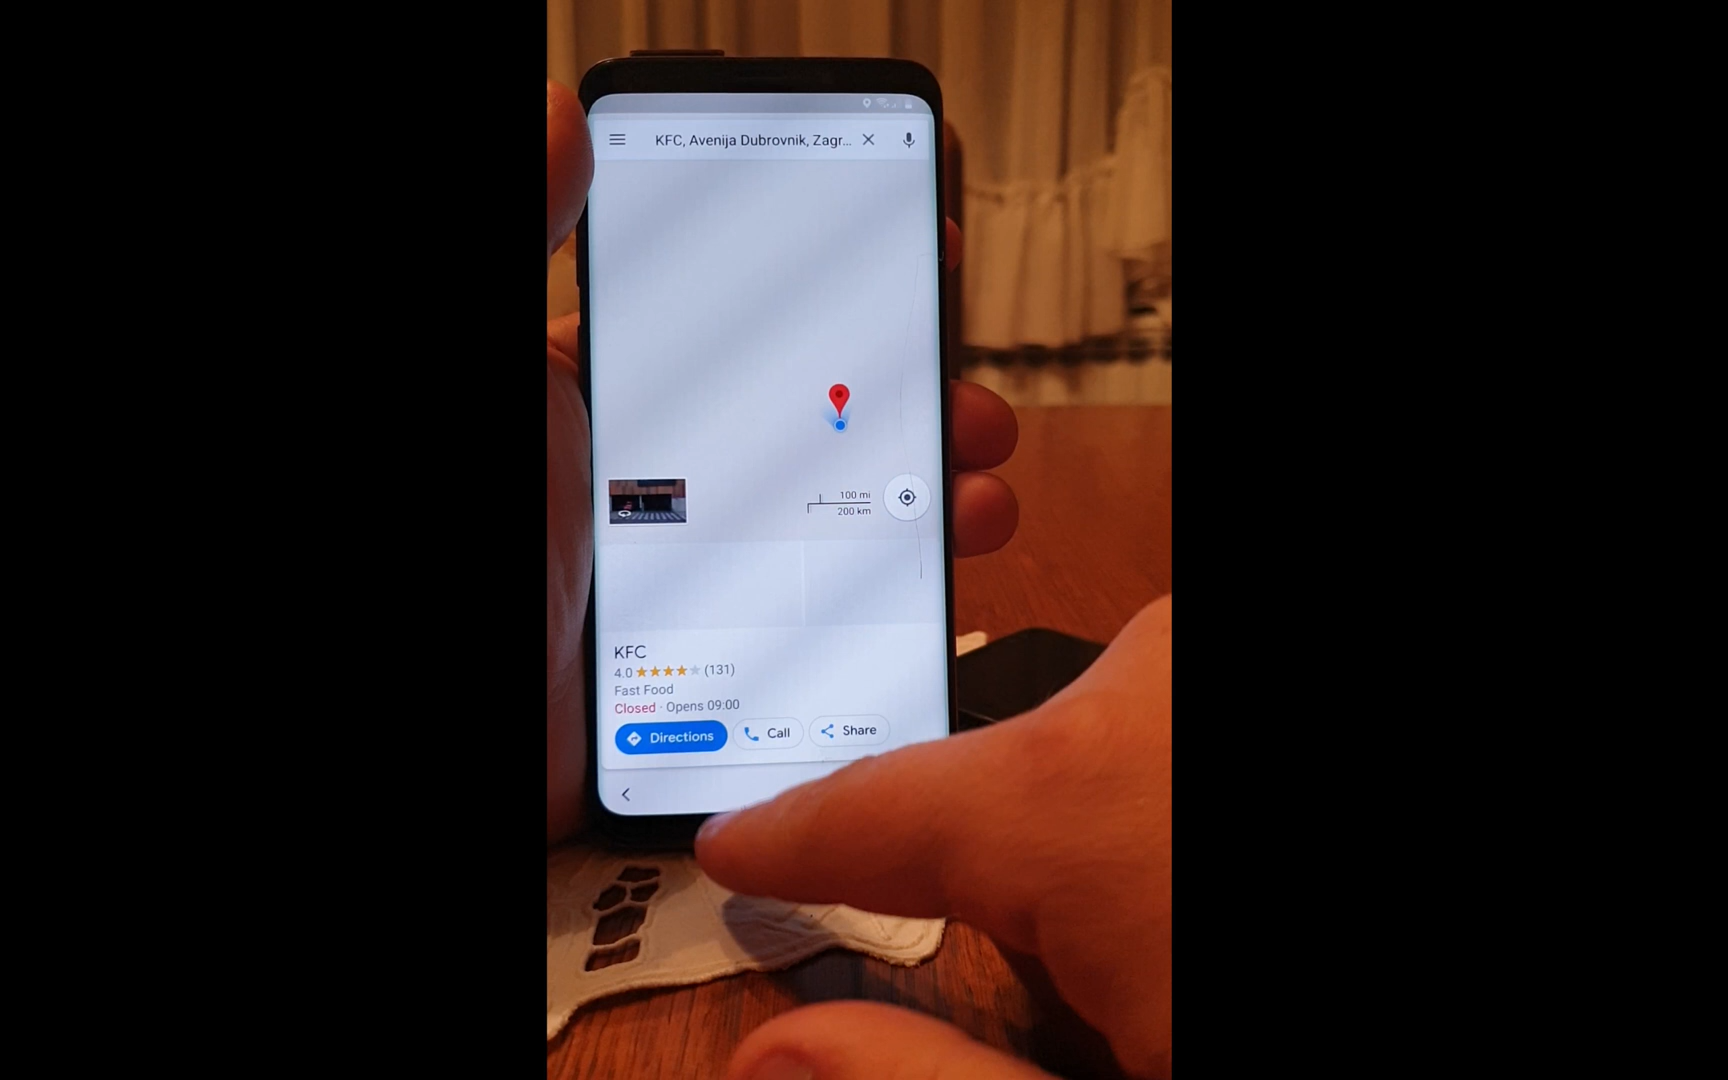 KFC, Avenija Dubrovnik, Zagr...
100 mi
200 km
KFC
4.0 (131)
Fast Food
Closed · Opens 09:00
Directions
Call
Share